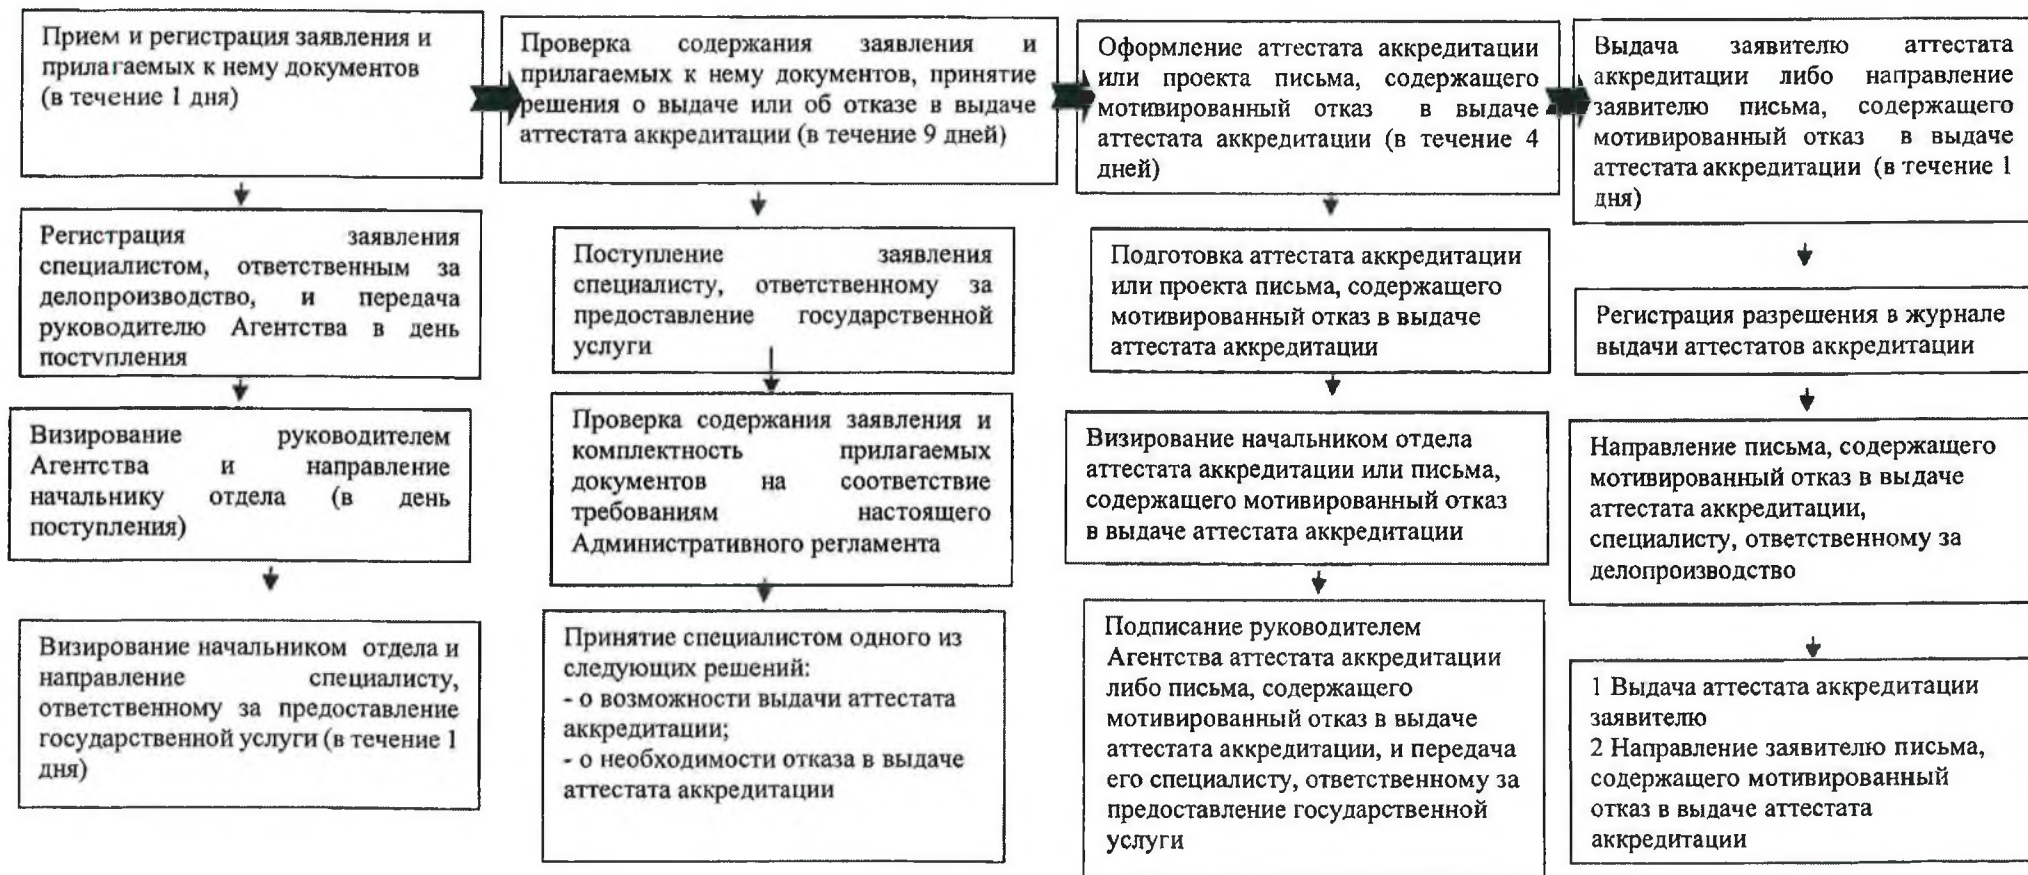 Прием и регистрация заявления и
прилагаемых к нему документов
(в течение 1 дня)
Регистрация заявления
специалистом, ответственным за
делопроизводство, и передача
руководителю Агентства в день
поступления
Визирование руководителем
Агентства и направление
начальнику отдела (в день
поступления)
Визирование начальником отдела и
направление специалисту,
ответственному за предоставление
государственной услуги (в течение 1
дня)
Проверка содержания заявления и
прилагаемых к нему документов, принятие
решения о выдаче или об отказе в выдаче
аттестата аккредитации (в течение 9 дней)
Поступление заявления
специалисту, ответственному за
предоставление государственной
услуги
Проверка содержания заявления и
комплектность прилагаемых
документов на соответствие
требованиям настоящего
Административного регламента
Принятие специалистом одного из
следующих решений:
- о возможности выдачи аттестата
аккредитации;
- о необходимости отказа в выдаче
аттестата аккредитации
Оформление аттестата аккредитации
или проекта письма, содержащего
мотивированный отказ в выдаче
аттестата аккредитации (в течение 4
дней)
Подготовка аттестата аккредитации
или проекта письма, содержащего
мотивированный отказ в выдаче
аттестата аккредитации
Визирование начальником отдела
аттестата аккредитации или письма,
содержащего мотивированный отказ
в выдаче аттестата аккредитации
Подписание руководителем
Агентства аттестата аккредитации
либо письма, содержащего
мотивированный отказ в выдаче
аттестата аккредитации, и передача
его специалисту, ответственному за
предоставление государственной
услуги
Выдача заявителю аттестата
аккредитации либо направление
заявителю письма, содержащего
мотивированный отказ в выдаче
аттестата аккредитации (в течение 1
дня)
Регистрация разрешения в журнале
выдачи аттестатов аккредитации
Направление письма, содержащего
мотивированный отказ в выдаче
аттестата аккредитации,
специалисту, ответственному за
делопроизводство
1 Выдача аттестата аккредитации
заявителю
2 Направление заявителю письма,
содержащего мотивированный
отказ в выдаче аттестата
аккредитации